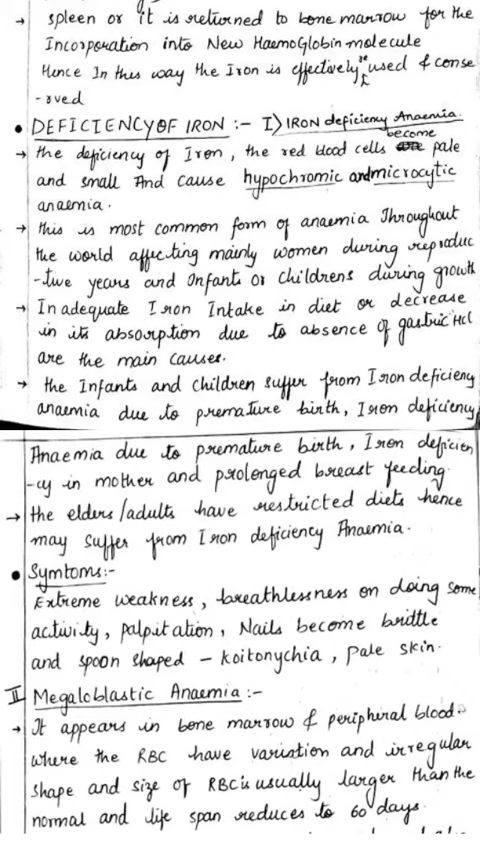 → spleen or it is returned to bone marrow for the
Incorporation into New HaemoGlobin molecule
Hence In this way the Iron is effectively re used & conse
-rved
• DEFICIENCY OF IRON :- I) IRON deficiency Anaemia.
→ the deficiency of Iron, the red blood cells become pale
and small And cause hypochromic and microcytic
anaemia.
→ this is most common form of anaemia Throughout
the world affecting mainly women during reproduc
-tive years and Infants or childrens during growth
→ In adequate Iron Intake in diet or decrease
in its absorption due to absence of gastric HCl
are the main causes.
→ the Infants and children suffer from Iron deficiency
anaemia due to premature birth, Iron deficiency
Anaemia due to premature birth, Iron deficien
-cy in mother and prolonged breast feeding.
→ the elders/adults have restricted diets hence
may suffer from Iron deficiency Anaemia.
• Symtoms:-
Extreme weakness, breathlessness on doing some
activity, palpitation, Nails become brittle
and spoon shaped - koitonychia, pale skin.
II Megaloblastic Anaemia :-
→ It appears in bone marrow & peripheral blood.
where the RBC have variation and irregular
shape and size of RBC is usually larger than the
normal and life span reduces to 60 days.